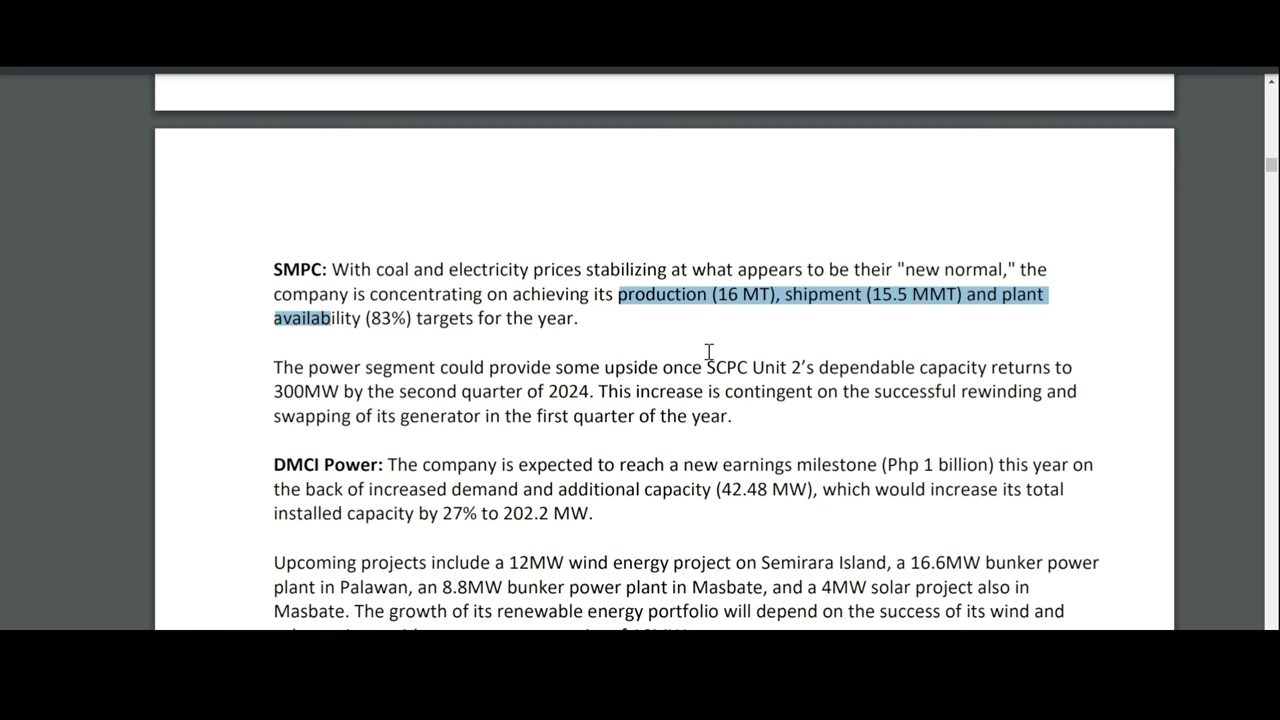 SMPC: With coal and electricity prices stabilizing at what appears to be their "new normal," the
company is concentrating on achieving its production (16 MT), shipment (15.5 MMT) and plant
availability (83%) targets for the year.
The power segment could provide some upside once SCPC Unit 2’s dependable capacity returns to
300MW by the second quarter of 2024. This increase is contingent on the successful rewinding and
swapping of its generator in the first quarter of the year.
DMCI Power: The company is expected to reach a new earnings milestone (Php 1 billion) this year on
the back of increased demand and additional capacity (42.48 MW), which would increase its total
installed capacity by 27% to 202.2 MW.
Upcoming projects include a 12MW wind energy project on Semirara Island, a 16.6MW bunker power
plant in Palawan, an 8.8MW bunker power plant in Masbate, and a 4MW solar project also in
Masbate. The growth of its renewable energy portfolio will depend on the success of its wind and